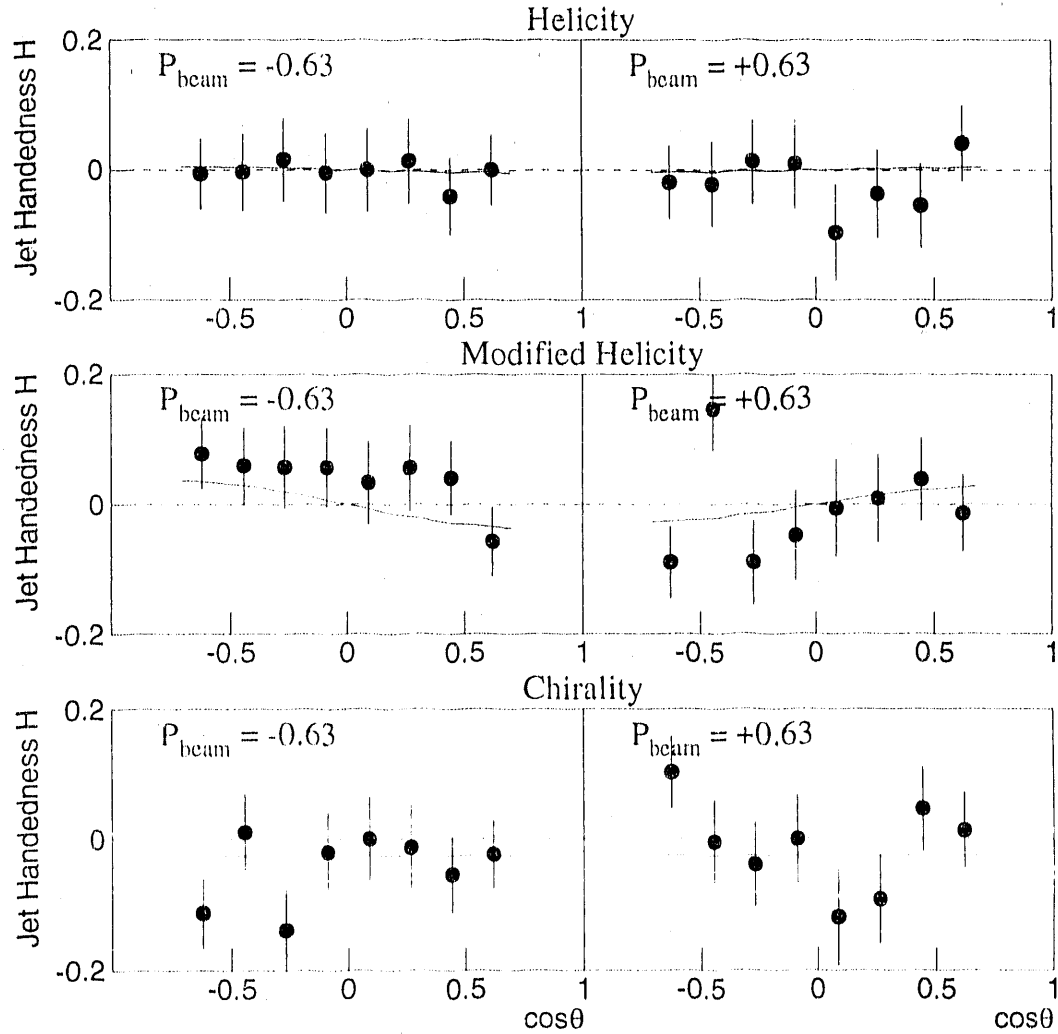 Helicity
Jet Handedness H
0.2
0
-0.2
P_beam = -0.63
P_beam = +0.63
-0.5 0 0.5 1 -0.5 0 0.5 1
Modified Helicity
Jet Handedness H
0.2
0
-0.2
P_beam = -0.63
P_beam = +0.63
-0.5 0 0.5 1 -0.5 0 0.5 1
Chirality
Jet Handedness H
0.2
0
-0.2
P_beam = -0.63
P_beam = +0.63
-0.5 0 0.5 1 -0.5 0 0.5 1
cosθ cosθ